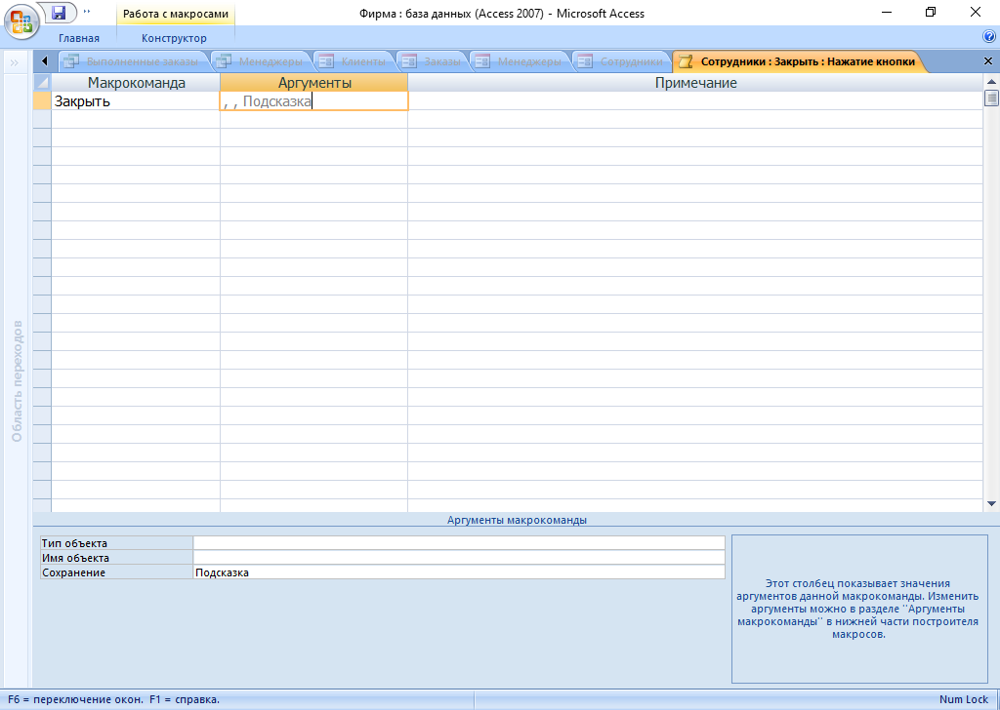 Работа с макросами
Фирма : база данных (Access 2007) - Microsoft Access
Главная
Конструктор
Выполненные заказы
Менеджеры
Клиенты
Заказы
Менеджеры
Сотрудники
Сотрудники : Закрыть : Нажатие кнопки
Макрокоманда
Аргументы
Примечание
Закрыть
, , Подсказка
Область переходов
Аргументы макрокоманды
Тип объекта
Имя объекта
Сохранение
Подсказка
Этот столбец показывает значения
аргументов данной макрокоманды. Изменить
аргументы можно в разделе "Аргументы
макрокоманды" в нижней части построителя
макросов.
F6 = переключение окон. F1 = справка.
Num Lock